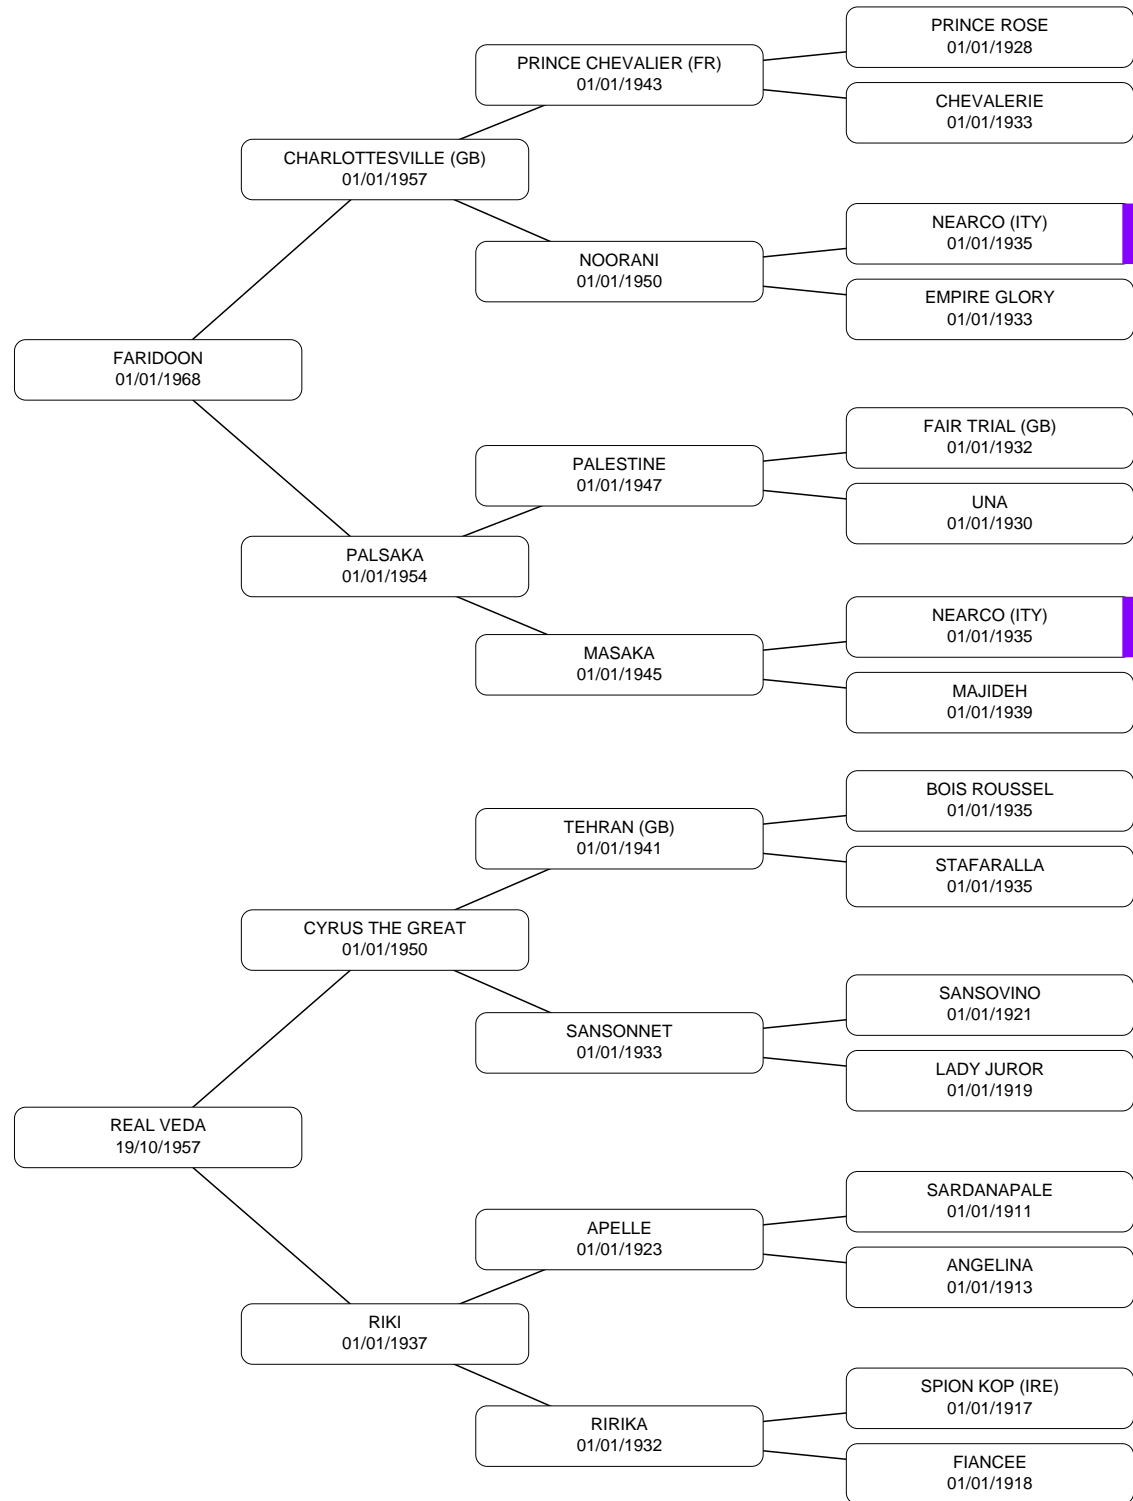 PRINCE ROSE
01/01/1928
PRINCE CHEVALIER (FR)
01/01/1943
CHEVALERIE
01/01/1933
CHARLOTTESVILLE (GB)
01/01/1957
NEARCO (ITY)
01/01/1935
NOORANI
01/01/1950
EMPIRE GLORY
01/01/1933
FARIDOON
01/01/1968
FAIR TRIAL (GB)
01/01/1932
PALESTINE
01/01/1947
UNA
01/01/1930
PALSAKA
01/01/1954
NEARCO (ITY)
01/01/1935
MASAKA
01/01/1945
MAJIDEH
01/01/1939
BOIS ROUSSEL
01/01/1935
TEHRAN (GB)
01/01/1941
STAFARALLA
01/01/1935
CYRUS THE GREAT
01/01/1950
SANSOVINO
01/01/1921
SANSONNET
01/01/1933
LADY JUROR
01/01/1919
REAL VEDA
19/10/1957
SARDANAPALE
01/01/1911
APELLE
01/01/1923
ANGELINA
01/01/1913
RIKI
01/01/1937
SPION KOP (IRE)
01/01/1917
RIRIKA
01/01/1932
FIANCEE
01/01/1918